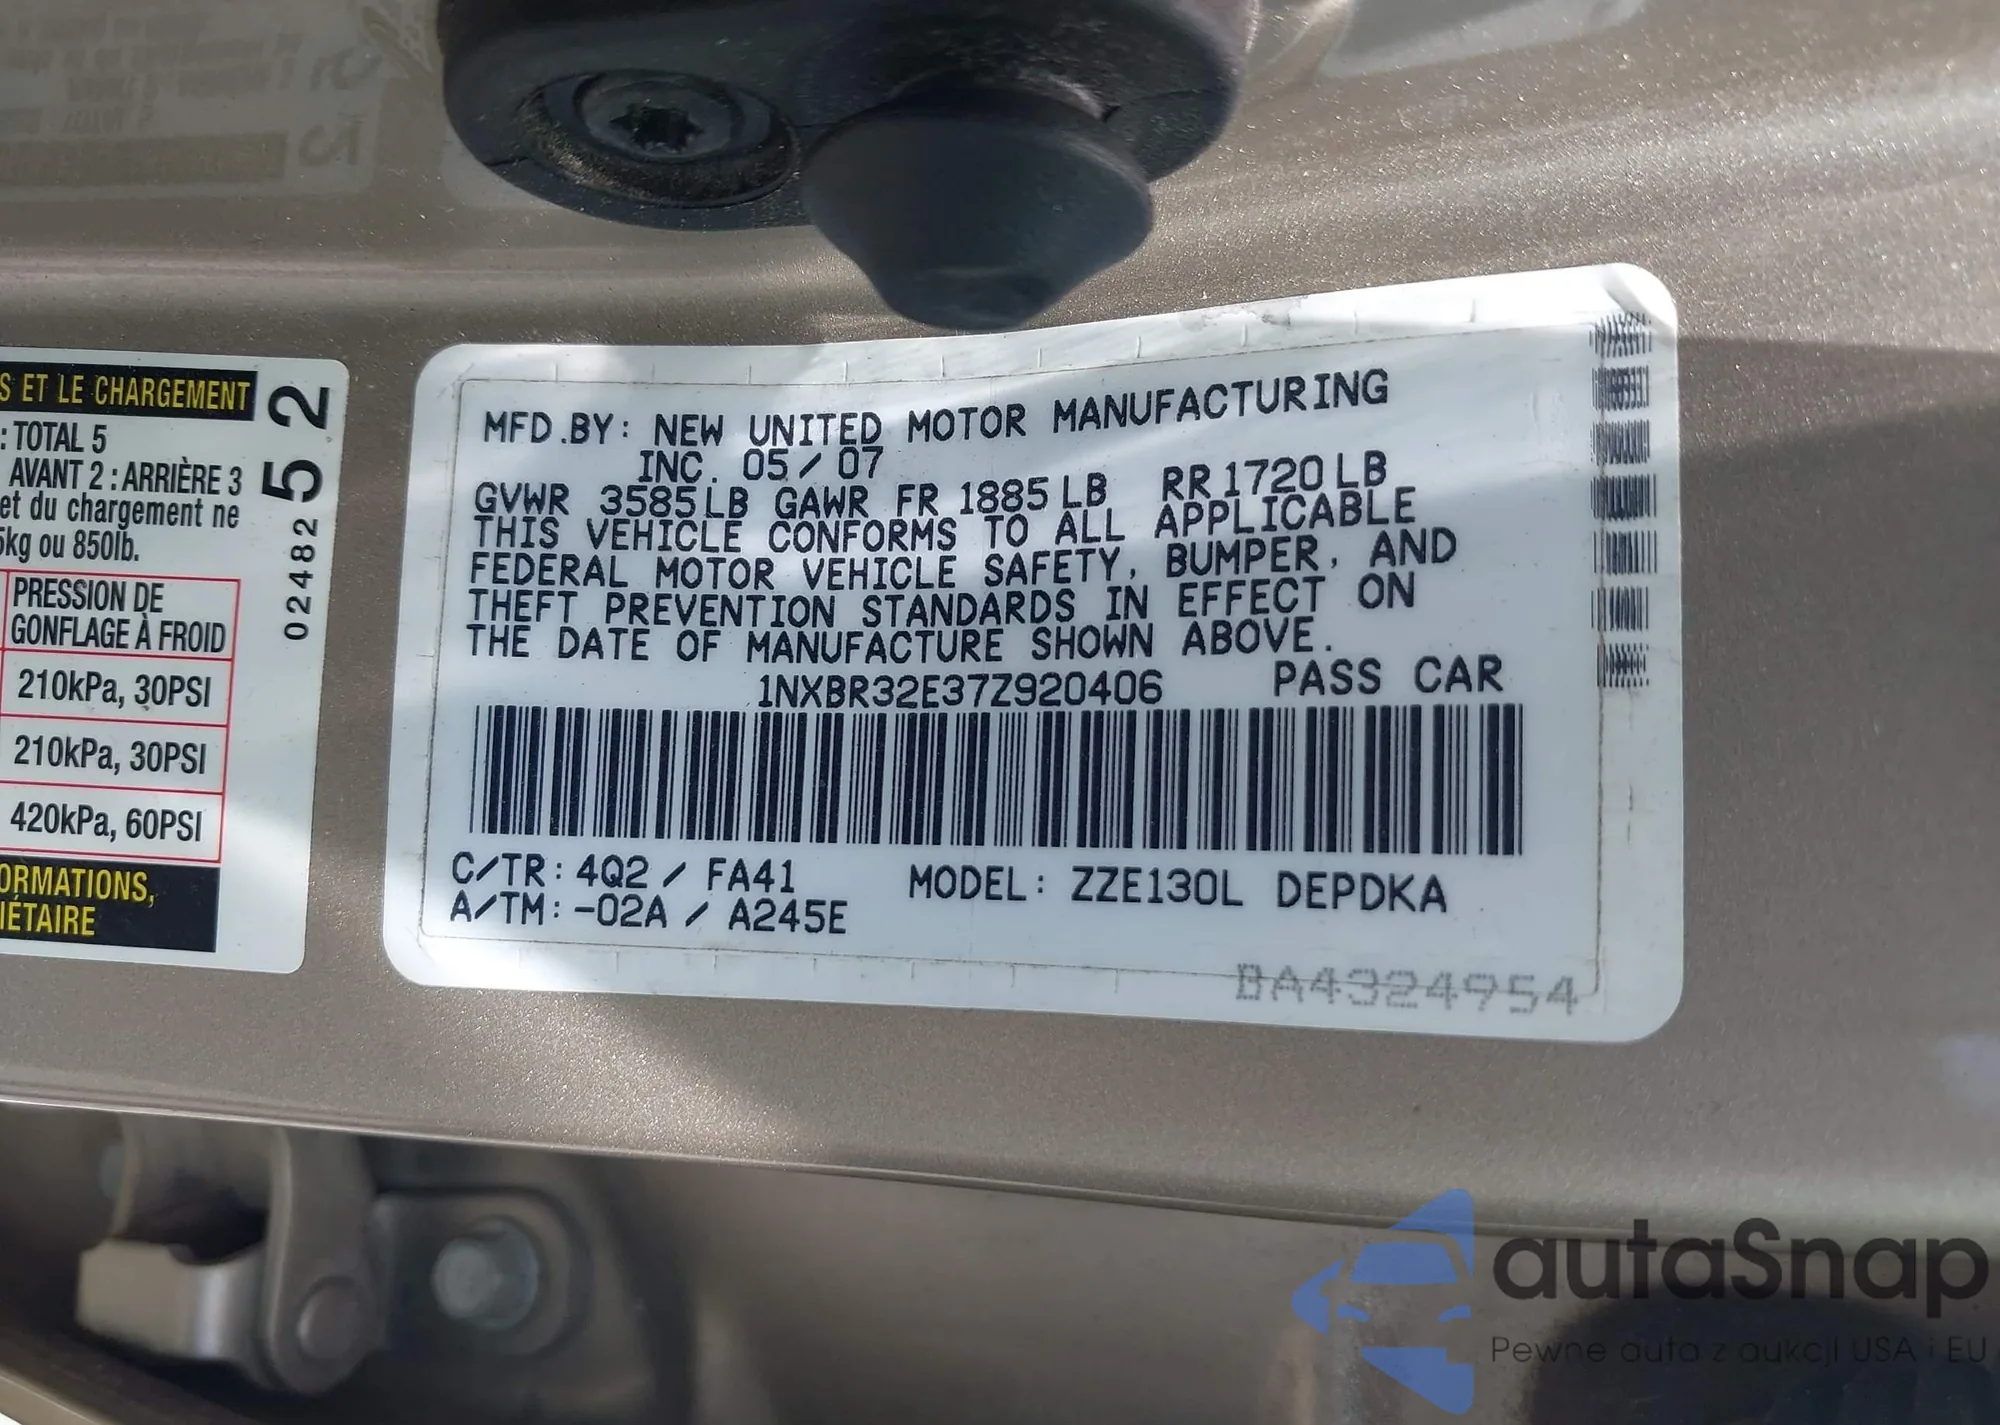 S ET LE CHARGEMENT
: TOTAL 5
AVANT 2 : ARRIÈRE 3
et du chargement ne
5kg ou 850lb.
PRESSION DE
GONFLAGE À FROID
210kPa, 30PSI
210kPa, 30PSI
420kPa, 60PSI
ORMATIONS,
IÉTAIRE
02482 52
MFD.BY: NEW UNITED MOTOR MANUFACTURING
INC. 05/07
GVWR 3585LB GAWR FR 1885LB RR 1720LB
THIS VEHICLE CONFORMS TO ALL APPLICABLE
FEDERAL MOTOR VEHICLE SAFETY, BUMPER, AND
THEFT PREVENTION STANDARDS IN EFFECT ON
THE DATE OF MANUFACTURE SHOWN ABOVE.
1NXBR32E37Z920406 PASS CAR
C/TR: 4Q2 / FA41 MODEL: ZZE130L DEPDKA
A/TM: -02A / A245E
BA4324954
autaSnap
Pewne auta z aukcji USA i EU